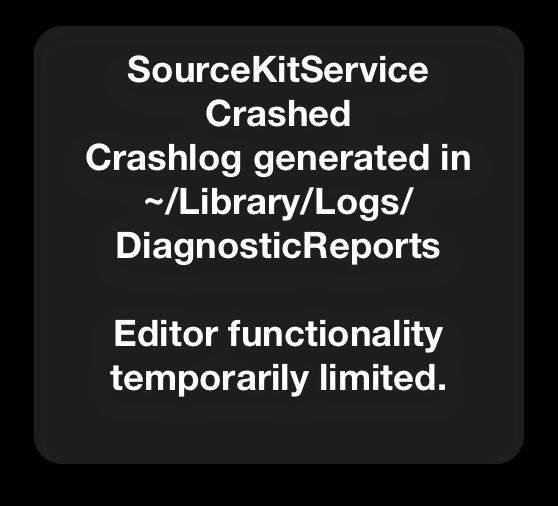 SourceKitService
Crashed
Crashlog generated in
~/Library/Logs/
DiagnosticReports
Editor functionality
temporarily limited.